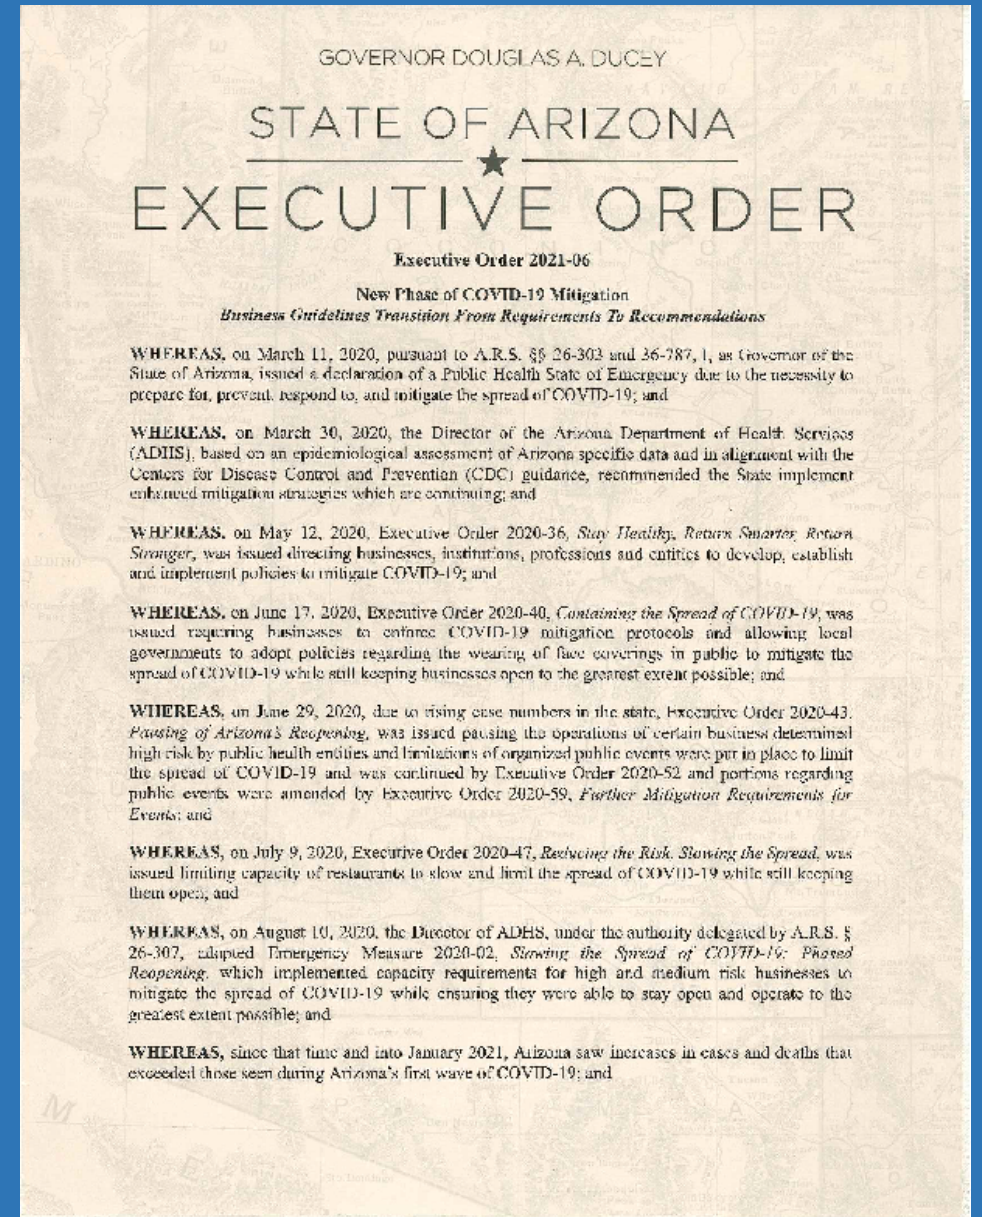 GOVERNOR DOUGLAS A. DUCEY
STATE OF ARIZONA
EXECUTIVE ORDER
Executive Order 2021-06
New Phase of COVID-19 Mitigation
Business Guidelines Transition From Requirements To Recommendations
WHEREAS, on March 11, 2020, pursuant to A.R.S. §§ 26-303 and 36-787, I, as Governor of the
State of Arizona, issued a declaration of a Public Health State of Emergency due to the necessity to
prepare for, prevent, respond to, and mitigate the spread of COVID-19; and
WHEREAS, on March 30, 2020, the Director of the Arizona Department of Health Services
(ADHS), based on an epidemiological assessment of Arizona specific data and in alignment with the
Centers for Disease Control and Prevention (CDC) guidance, recommended the State implement
enhanced mitigation strategies which are continuing; and
WHEREAS, on May 12, 2020, Executive Order 2020-36, Stay Healthy, Return Smarter, Return
Stronger, was issued directing businesses, institutions, professions and entities to develop, establish
and implement policies to mitigate COVID-19; and
WHEREAS, on June 17, 2020, Executive Order 2020-40, Containing the Spread of COVID-19, was
issued requiring businesses to enforce COVID-19 mitigation protocols and allowing local
governments to adopt policies regarding the wearing of face coverings in public to mitigate the
spread of COVID-19 while still keeping businesses open to the greatest extent possible; and
WHEREAS, on June 29, 2020, due to rising case numbers in the state, Executive Order 2020-43,
Pausing of Arizona's Reopening, was issued pausing the operations of certain business determined
high risk by public health entities and limitations of organized public events were put in place to limit
the spread of COVID-19 and was continued by Executive Order 2020-52 and portions regarding
public events were amended by Executive Order 2020-59, Further Mitigation Requirements for
Events; and
WHEREAS, on July 9, 2020, Executive Order 2020-47, Reducing the Risk, Slowing the Spread, was
issued limiting capacity of restaurants to slow and limit the spread of COVID-19 while still keeping
them open; and
WHEREAS, on August 10, 2020, the Director of ADHS, under the authority delegated by A.R.S. §
26-307, adopted Emergency Measure 2020-02, Slowing the Spread of COVID-19: Phased
Reopening, which implemented capacity requirements for high and medium risk businesses to
mitigate the spread of COVID-19 while ensuring they were able to stay open and operate to the
greatest extent possible; and
WHEREAS, since that time and into January 2021, Arizona saw increases in cases and deaths that
exceeded those seen during Arizona's first wave of COVID-19; and